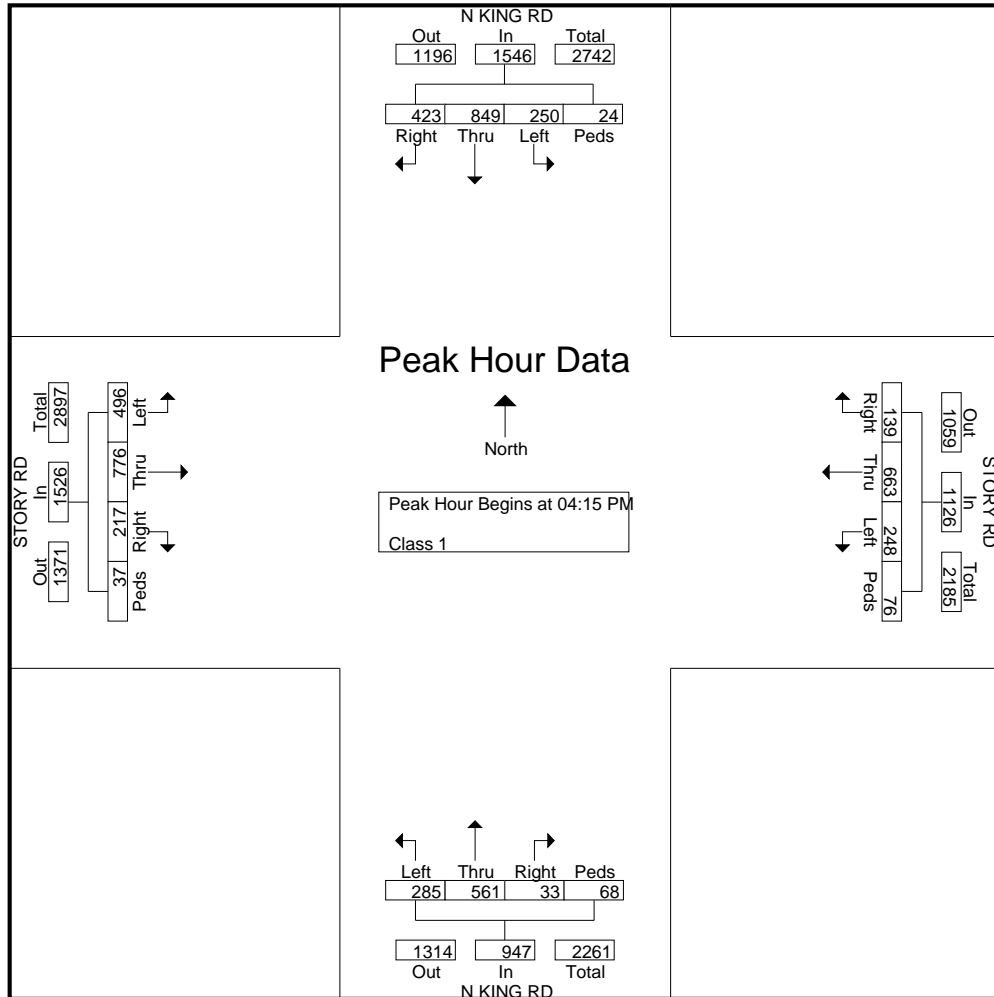 N KING RD
Out In Total
1196 1546 2742
423 849 250 24
Right Thru Left Peds
Peak Hour Data
North
Peak Hour Begins at 04:15 PM
Class 1
STORY RD
Total In Out
2897 1526 1371
496 776 217 37
Left Thru Right Peds
STORY RD
Out In Total
1059 1126 2185
139 663 248 76
Right Thru Left Peds
Left Thru Right Peds
285 561 33 68
1314 947 2261
Out In Total
N KING RD